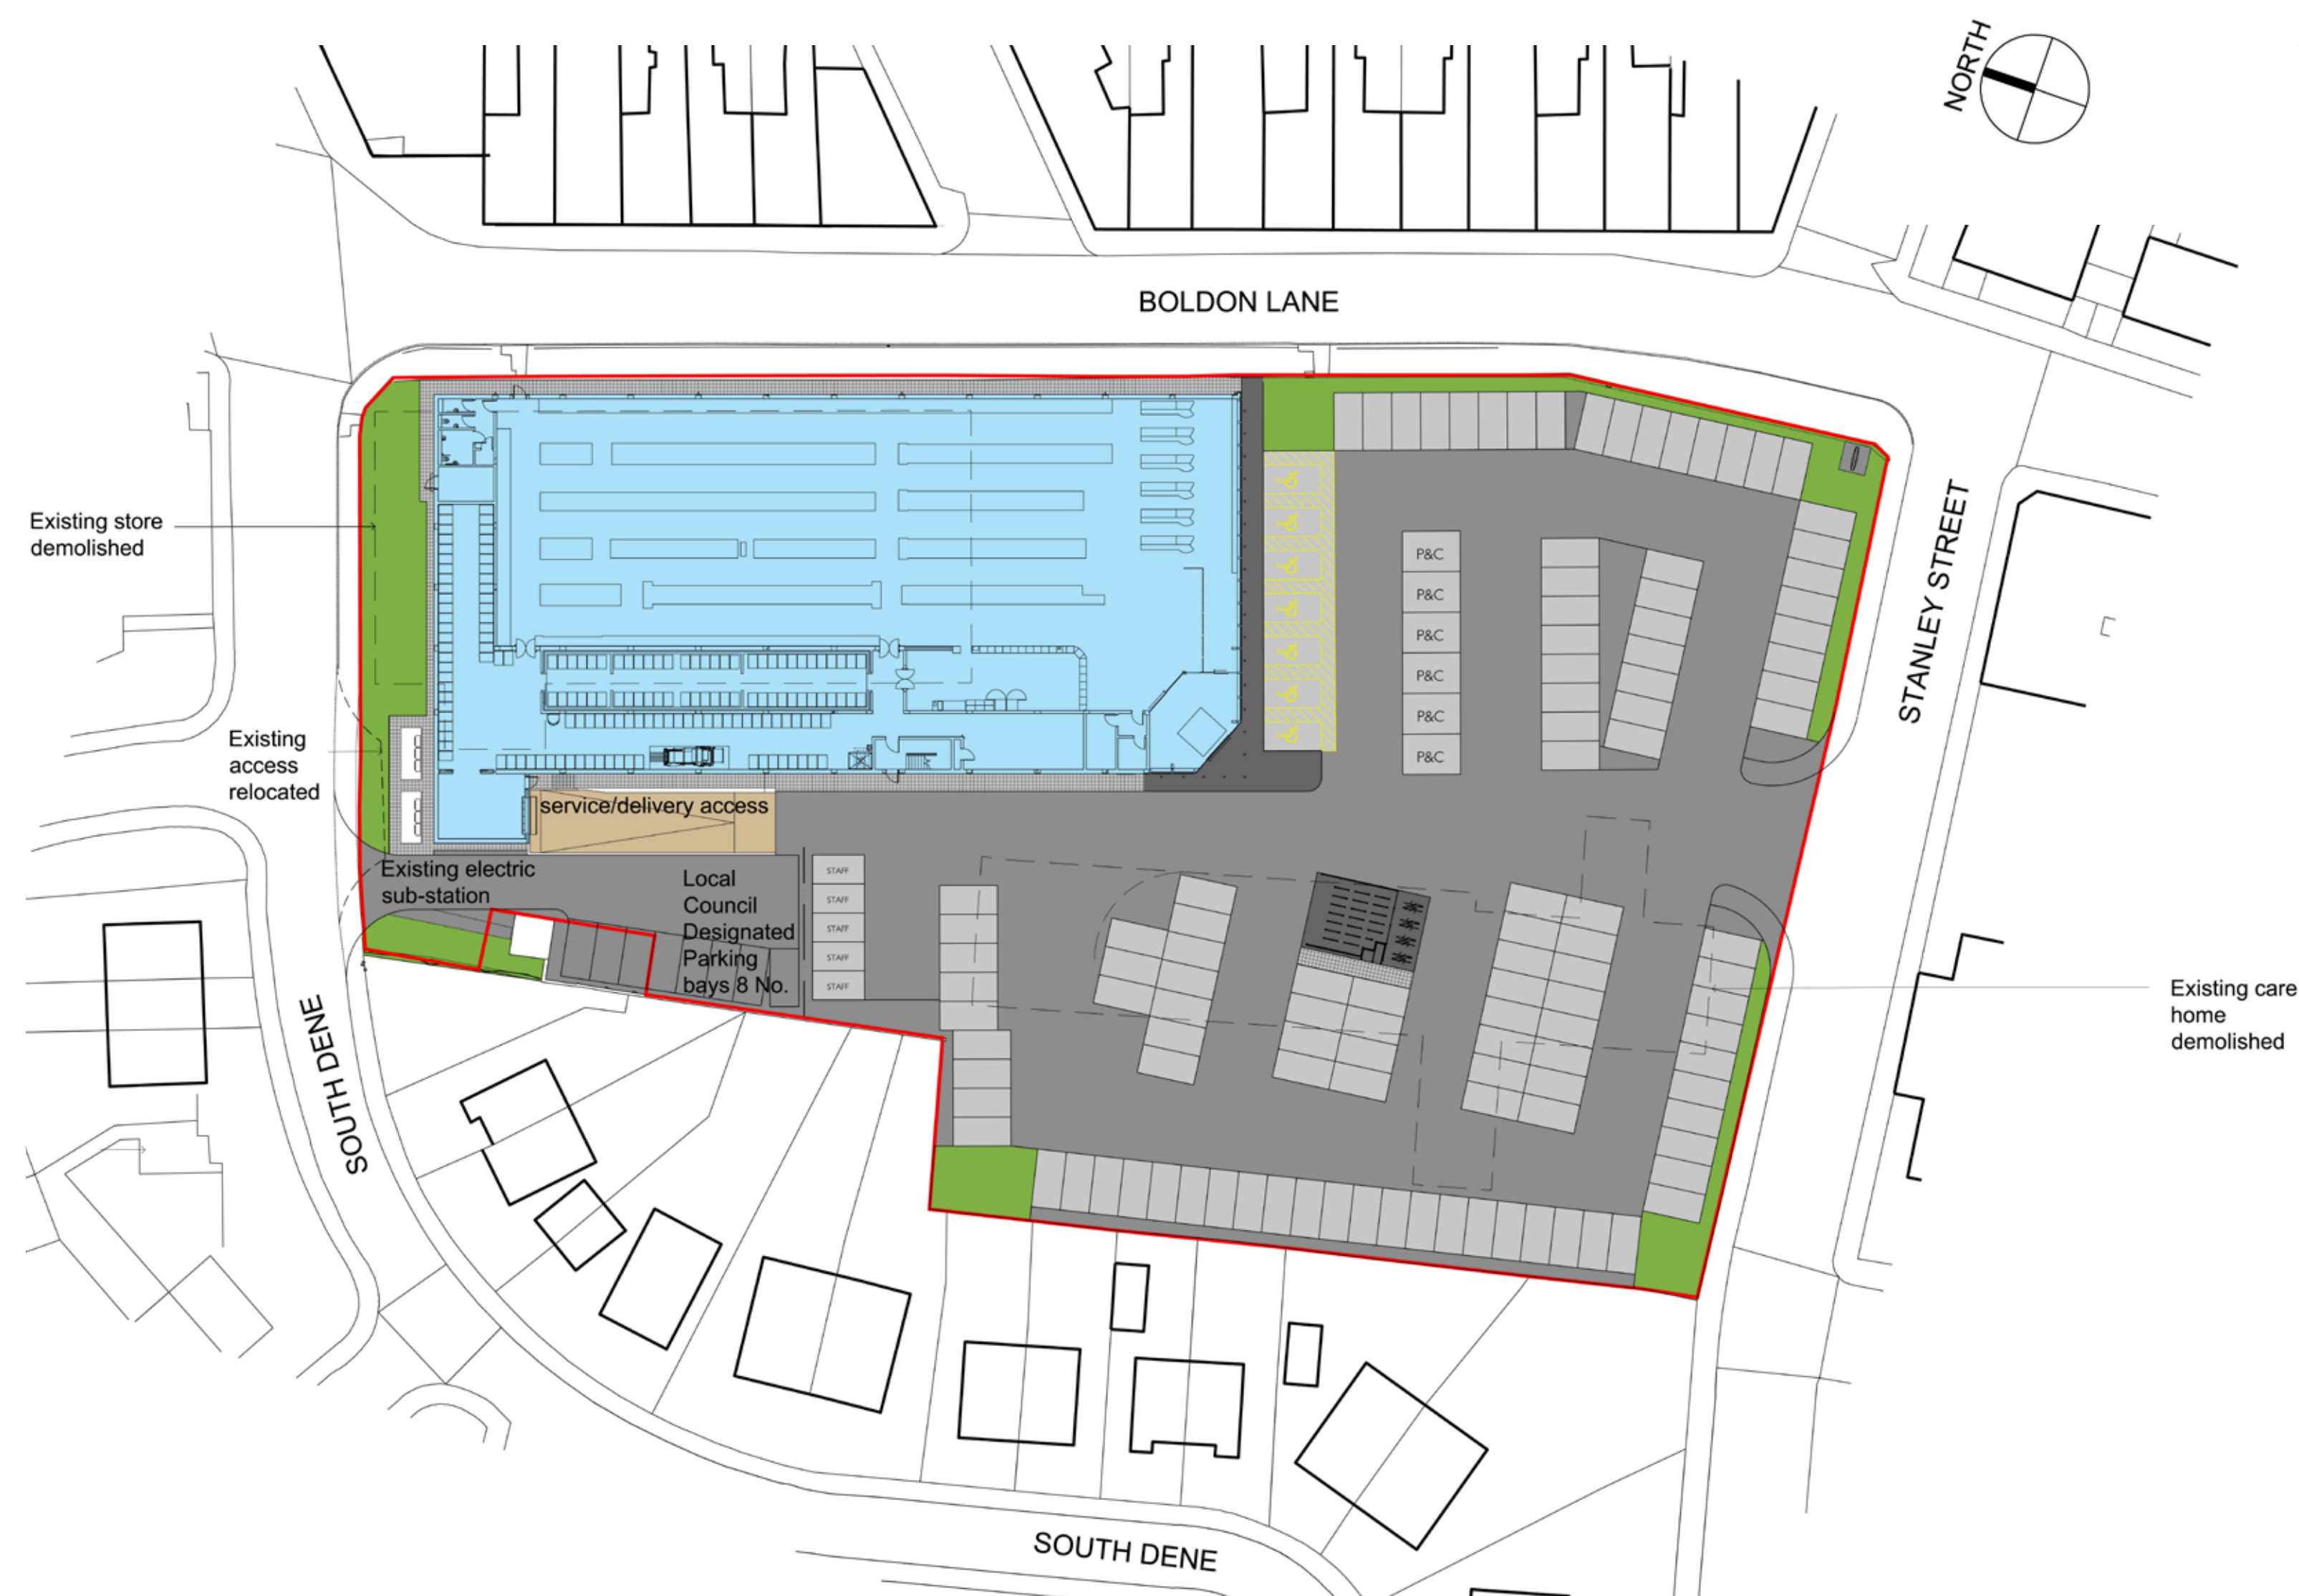 NORTH
BOLDON LANE
STANLEY STREET
Existing store
demolished
P&C
P&C
P&C
P&C
P&C
P&C
Existing
access
relocated
service/delivery access
Existing electric
sub-station
Local
Council
Designated
Parking
bays 8 No.
STAFF
STAFF
STAFF
STAFF
STAFF
Existing care
home
demolished
SOUTH DENE
SOUTH DENE